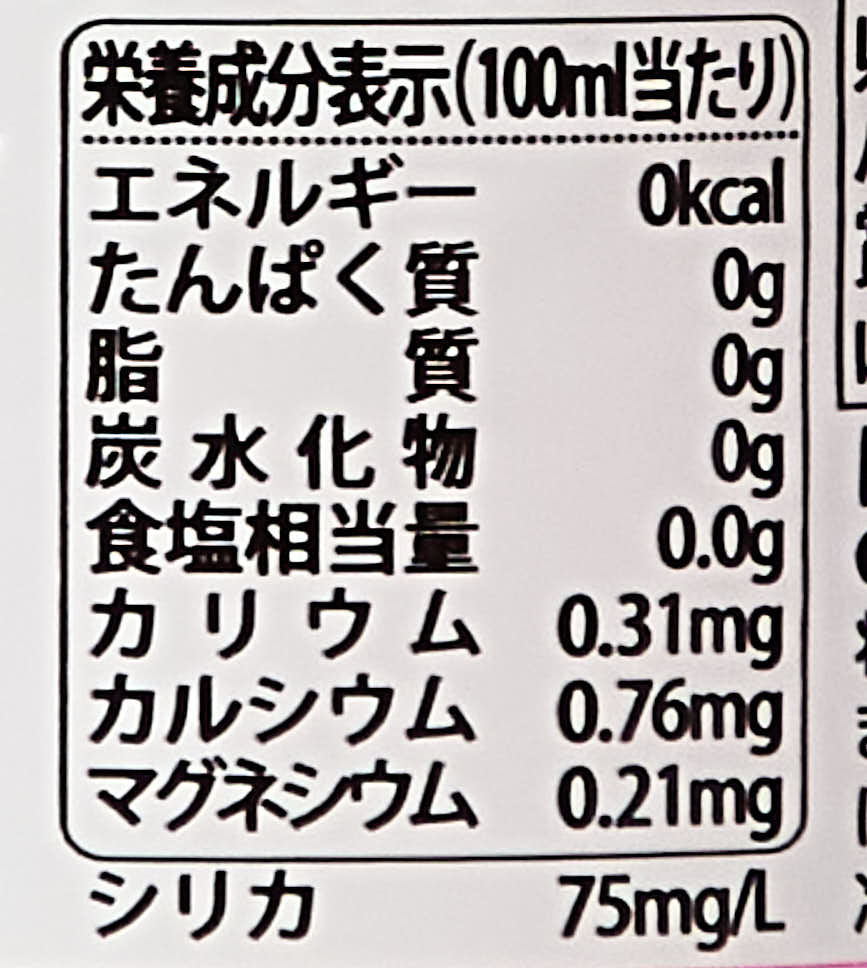 栄養成分表示(100ml当たり)
エネルギー 0kcal
たんぱく質 0g
脂質 0g
炭水化物 0g
食塩相当量 0.0g
カリウム 0.31mg
カルシウム 0.76mg
マグネシウム 0.21mg
シリカ 75mg/L